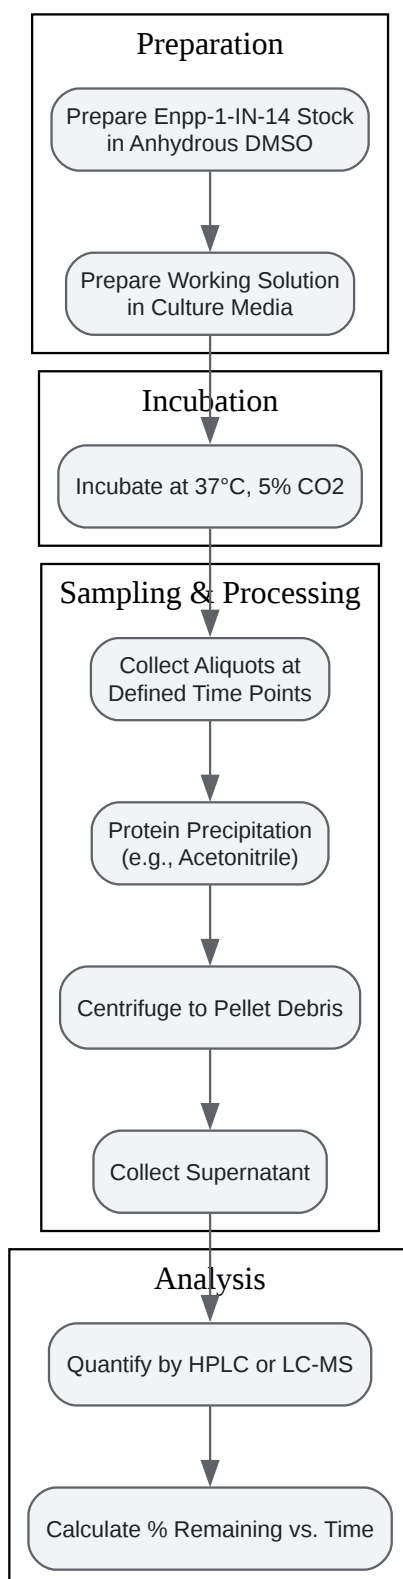 Preparation
Prepare Enpp-1-IN-14 Stock
in Anhydrous DMSO
Prepare Working Solution
in Culture Media
Incubation
Incubate at 37°C, 5% CO2
Sampling & Processing
Collect Aliquots at
Defined Time Points
Protein Precipitation
(e.g., Acetonitrile)
Centrifuge to Pellet Debris
Collect Supernatant
Analysis
Quantify by HPLC or LC-MS
Calculate % Remaining vs. Time